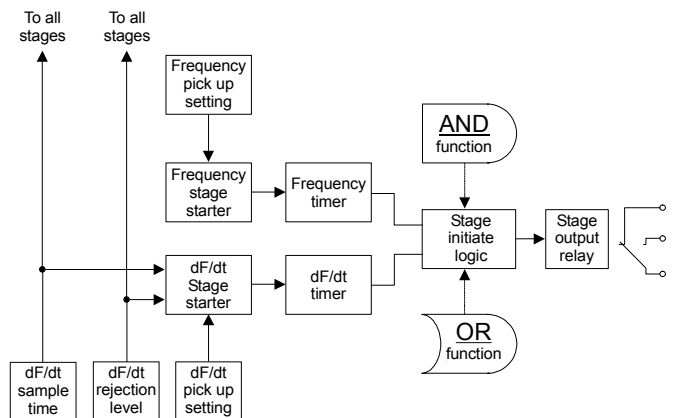 To all
stages
To all
stages
Frequency
pick up
setting
AND
function
Frequency
stage
starter
Frequency
timer
Stage
initiate
logic
Stage
output
relay
dF/dt
Stage
starter
dF/dt
timer
OR
function
dF/dt
sample
time
dF/dt
rejection
level
dF/dt
pick up
setting